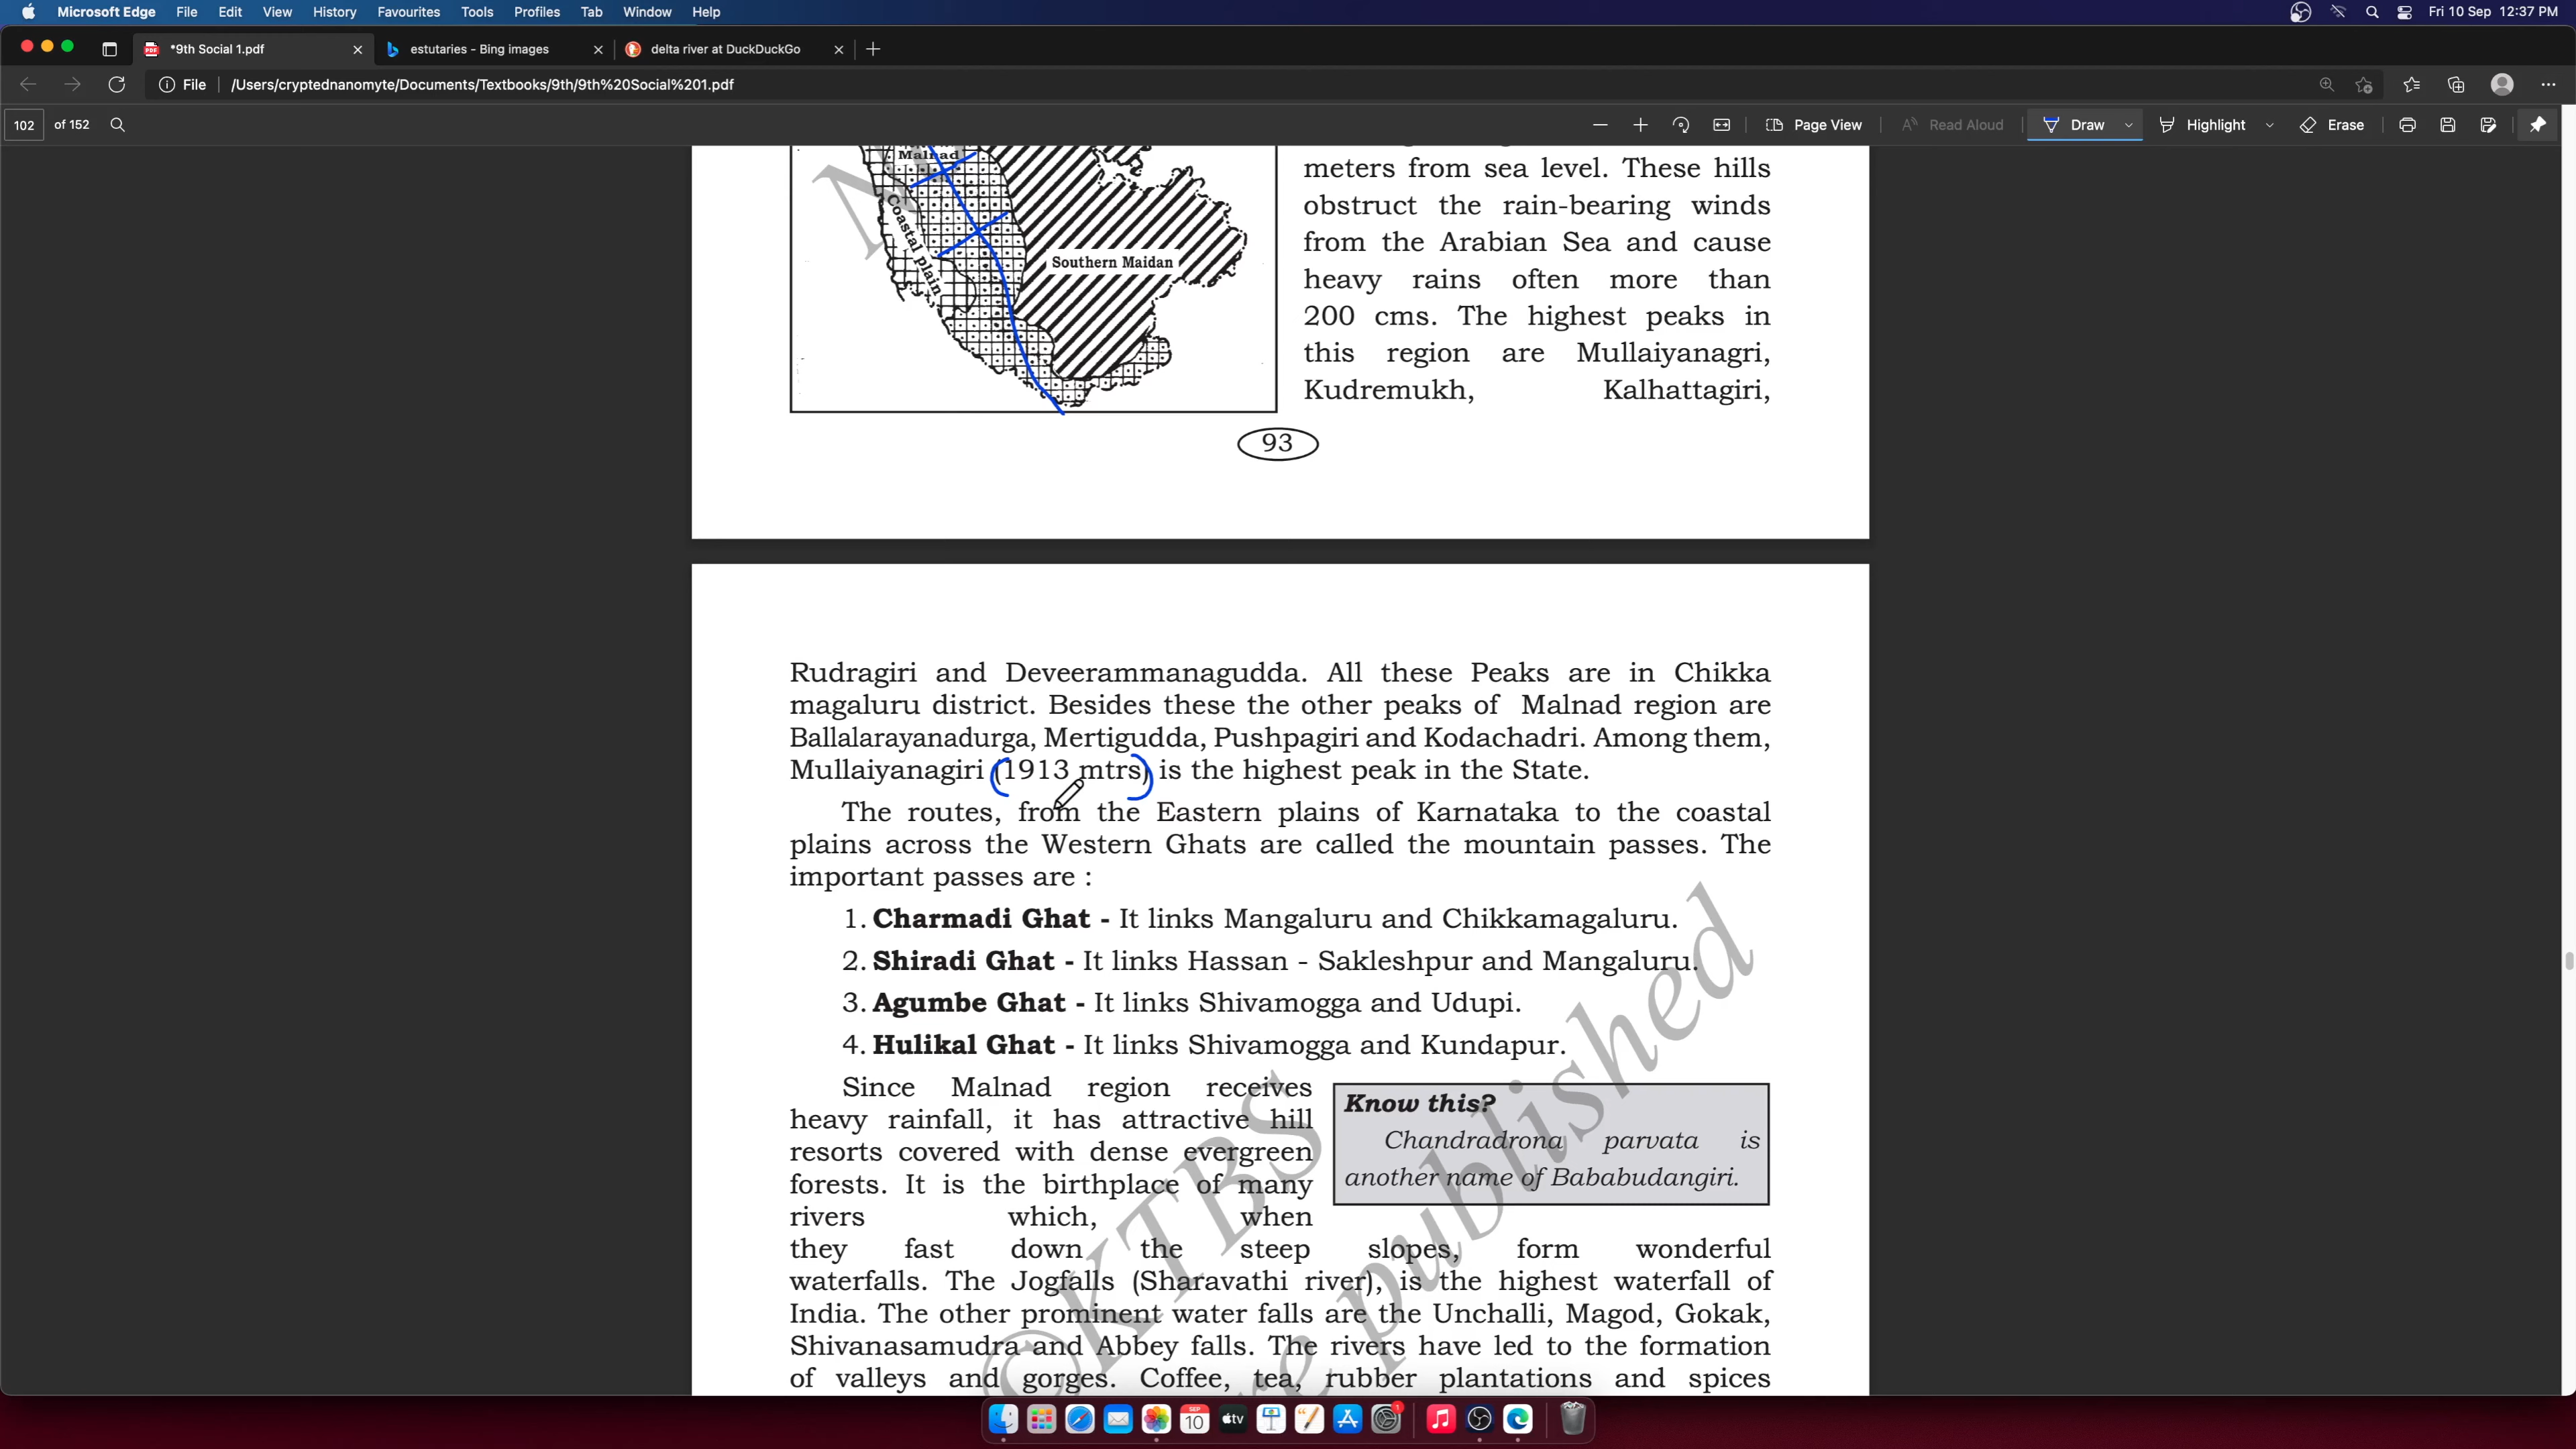 Microsoft Edge File Edit View History Favourites Tools Profiles Tab Window Help Fri 10 Sep 12:37 PM
*9th Social 1.pdf estutaries - Bing images delta river at DuckDuckGo
File /Users/cryptednanomyte/Documents/Textbooks/9th/9th%20Social%201.pdf
102 of 152 Page View Read Aloud Draw Highlight Erase
Malnad
Coastal plain
Southern Maidan
meters from sea level. These hills
obstruct the rain-bearing winds
from the Arabian Sea and cause
heavy rains often more than
200 cms. The highest peaks in
this region are Mullaiyanagri,
Kudremukh, Kalhattagiri,
93
Rudragiri and Deveerammanagudda. All these Peaks are in Chikka
magaluru district. Besides these the other peaks of Malnad region are
Ballalarayanadurga, Mertigudda, Pushpagiri and Kodachadri. Among them,
Mullaiyanagiri (1913 mtrs) is the highest peak in the State.
The routes, from the Eastern plains of Karnataka to the coastal
plains across the Western Ghats are called the mountain passes. The
important passes are :
1. Charmadi Ghat - It links Mangaluru and Chikkamagaluru.
2. Shiradi Ghat - It links Hassan - Sakleshpur and Mangaluru.
3. Agumbe Ghat - It links Shivamogga and Udupi.
4. Hulikal Ghat - It links Shivamogga and Kundapur.
Since Malnad region receives
heavy rainfall, it has attractive hill
resorts covered with dense evergreen
forests. It is the birthplace of many
rivers which, when
Know this?
Chandradrona parvata is
another name of Bababudangiri.
they fast down the steep slopes, form wonderful
waterfalls. The Jogfalls (Sharavathi river), is the highest waterfall of
India. The other prominent water falls are the Unchalli, Magod, Gokak,
Shivanasamudra and Abbey falls. The rivers have led to the formation
of valleys and gorges. Coffee, tea, rubber plantations and spices
©KTBS
published
SEP
10
tv
1